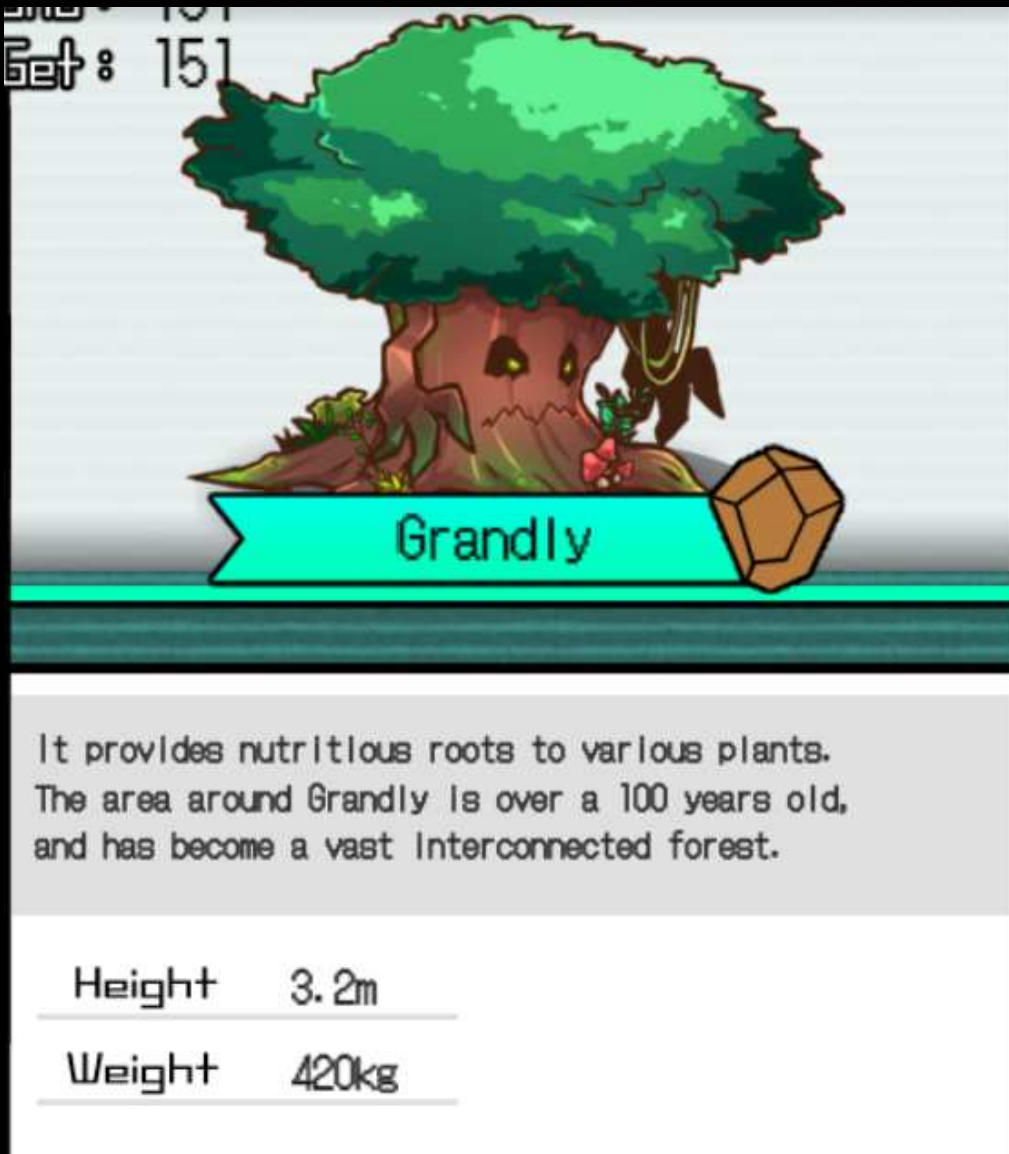 Get: 151
Grandly
It provides nutritious roots to various plants.
The area around Grandly is over a 100 years old,
and has become a vast interconnected forest.
Height 3.2m
Weight 420kg